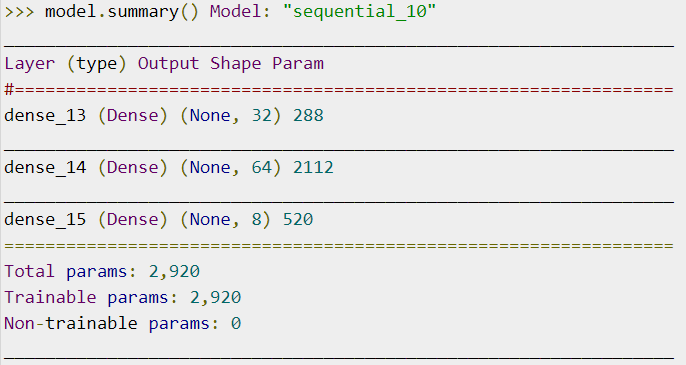 >>> model.summary() Model: "sequential_10"
_________________________________________________________________
Layer (type) Output Shape Param
#================================================================
dense_13 (Dense) (None, 32) 288
_________________________________________________________________
dense_14 (Dense) (None, 64) 2112
_________________________________________________________________
dense_15 (Dense) (None, 8) 520
=================================================================
Total params: 2,920
Trainable params: 2,920
Non-trainable params: 0
_________________________________________________________________